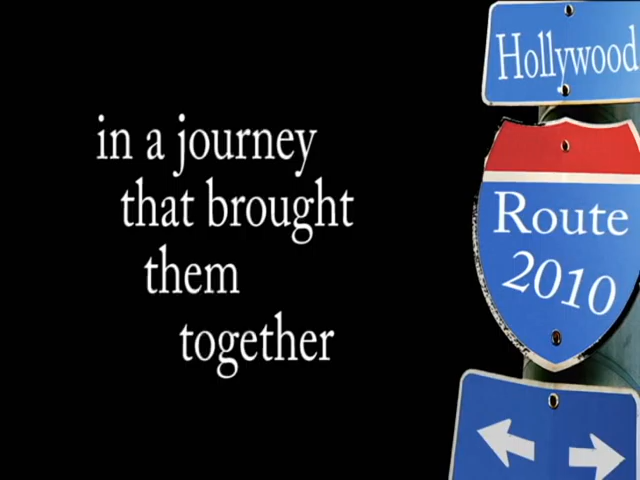 in a journey
that brought
them
together
Hollywood
Route
2010